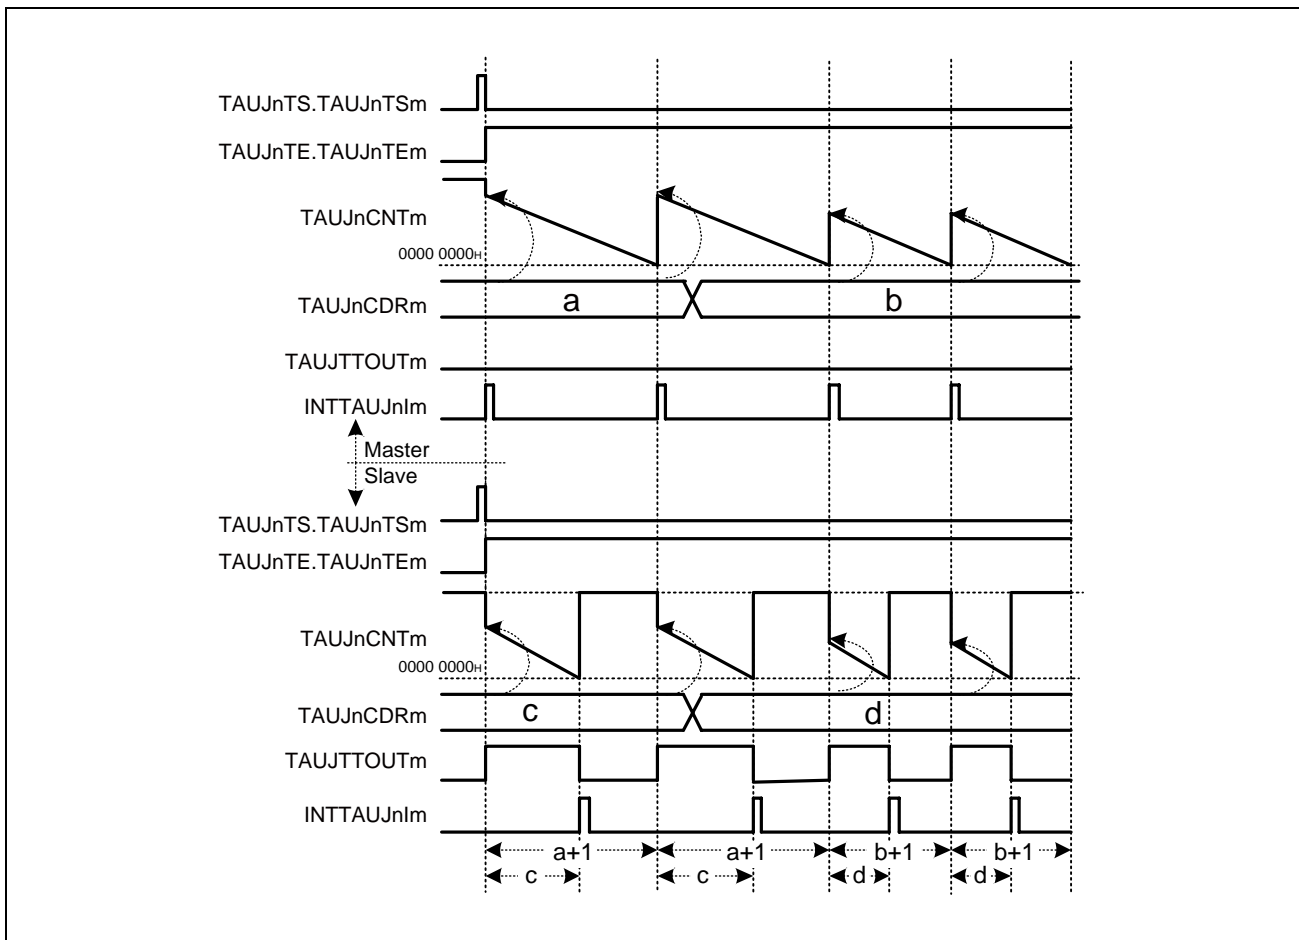 TAUJnTS.TAUJnTSm
TAUJnTE.TAUJnTEm
TAUJnCNTm
0000 0000H
TAUJnCDRm
a
b
TAUJTTOUTm
INTTAUJnIm
Master
Slave
TAUJnTS.TAUJnTSm
TAUJnTE.TAUJnTEm
TAUJnCNTm
0000 0000H
TAUJnCDRm
c
d
TAUJTTOUTm
INTTAUJnIm
a+1 a+1 b+1 b+1
c c d d